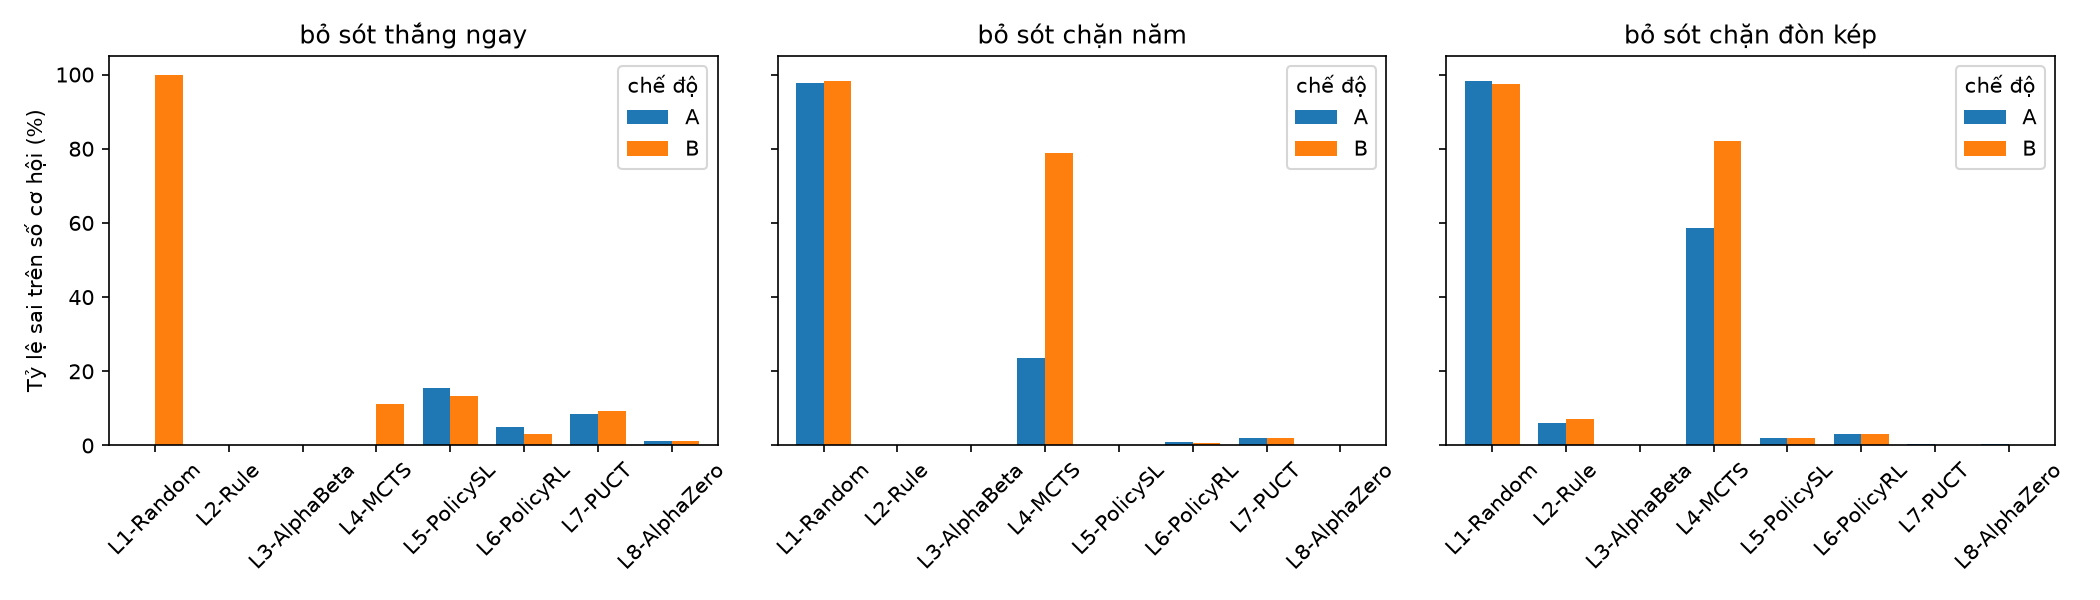 bỏ sót thắng ngay
Tỷ lệ sai trên số cơ hội (%)
100
80
60
40
20
0
chế độ
A
B
L1-Random
L2-Rule
L3-AlphaBeta
L4-MCTS
L5-PolicySL
L6-PolicyRL
L7-PUCT
L8-AlphaZero
bỏ sót chặn năm
chế độ
A
B
L1-Random
L2-Rule
L3-AlphaBeta
L4-MCTS
L5-PolicySL
L6-PolicyRL
L7-PUCT
L8-AlphaZero
bỏ sót chặn đòn kép
chế độ
A
B
L1-Random
L2-Rule
L3-AlphaBeta
L4-MCTS
L5-PolicySL
L6-PolicyRL
L7-PUCT
L8-AlphaZero